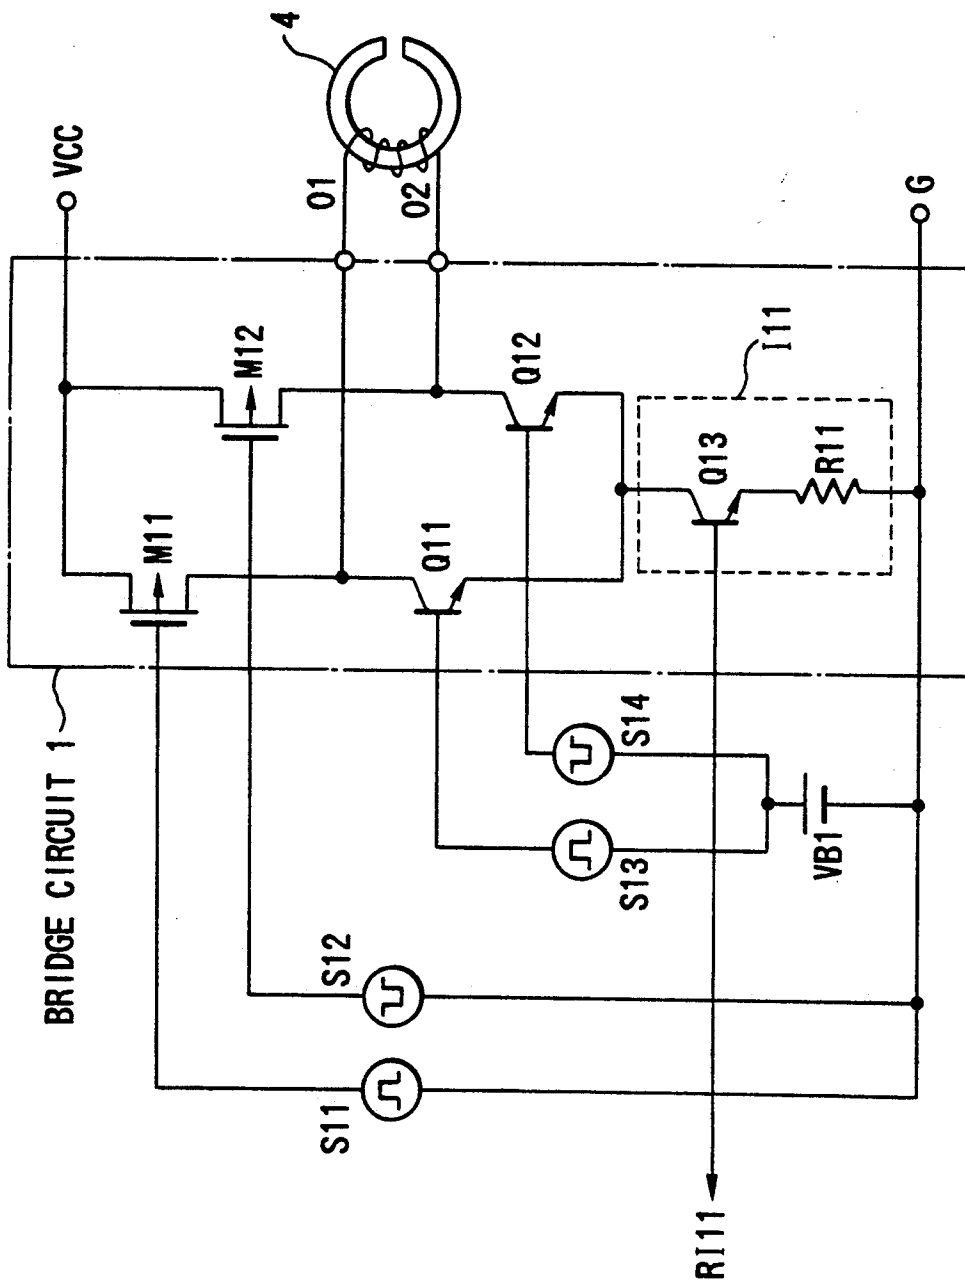 BRIDGE CIRCUIT 1
VCC
4
M11
M12
O1
O2
Q11
Q12
I11
Q13
R11
G
S11
S12
S13
S14
VB1
RI11